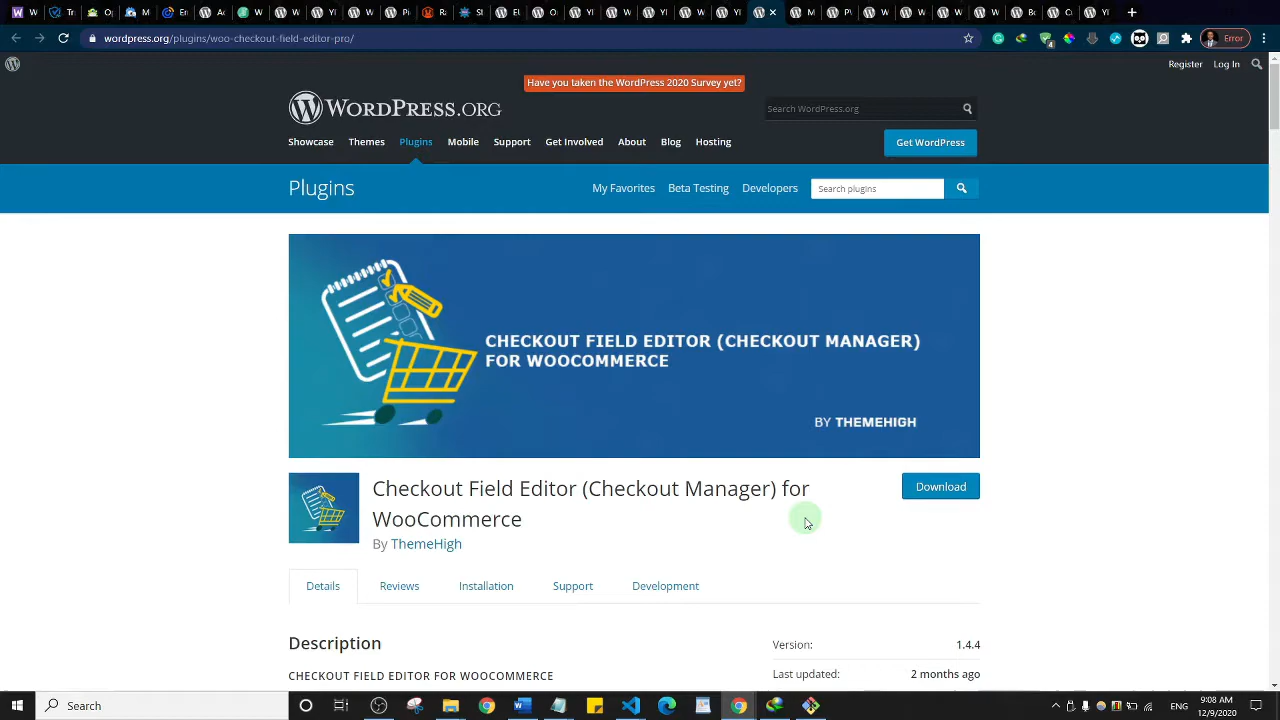 wordpress.org/plugins/woo-checkout-field-editor-pro/
Error
Register Log In
Have you taken the WordPress 2020 Survey yet?
WORDPRESS.ORG
Search WordPress.org
Showcase Themes Plugins Mobile Support Get Involved About Blog Hosting
Get WordPress
Plugins
My Favorites Beta Testing Developers
Search plugins
CHECKOUT FIELD EDITOR (CHECKOUT MANAGER)
FOR WOOCOMMERCE
BY THEMEHIGH
Checkout Field Editor (Checkout Manager) for
WooCommerce
By ThemeHigh
Download
Details Reviews Installation Support Development
Description
CHECKOUT FIELD EDITOR FOR WOOCOMMERCE
Version: 1.4.4
Last updated: 2 months ago
Search
ENG
9:08 AM
12/9/2020